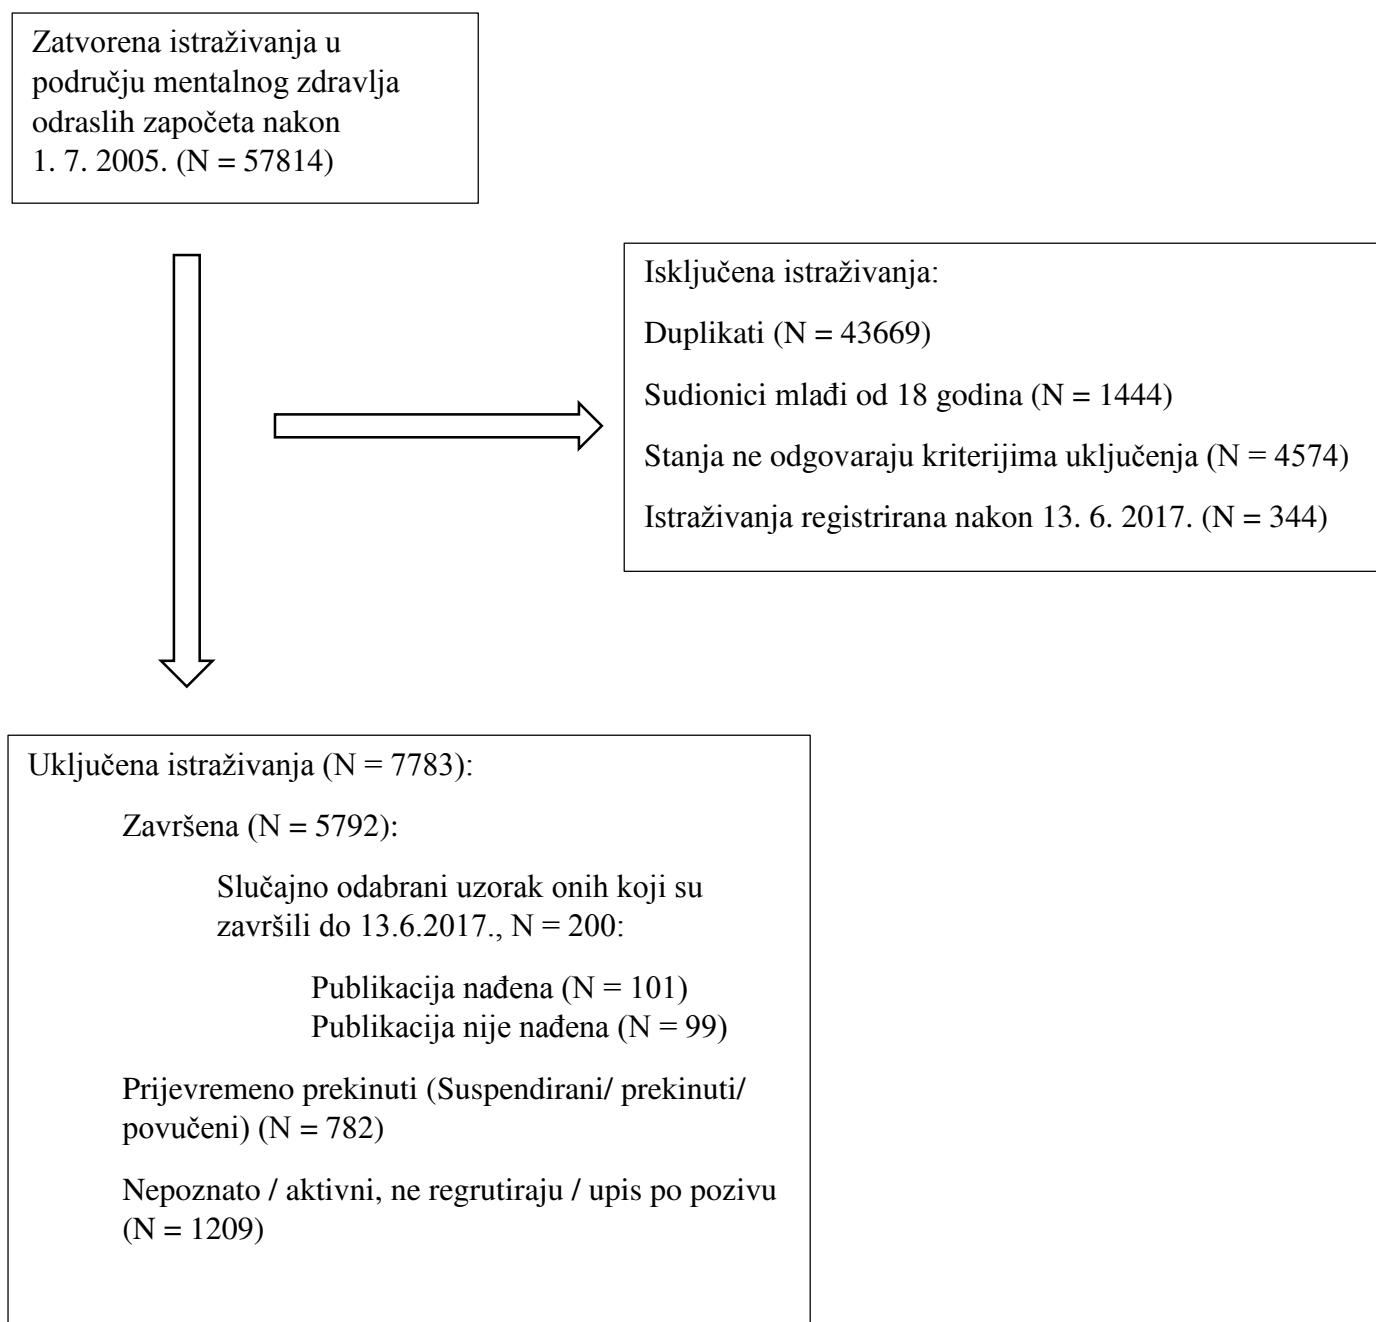 Zatvorena istraživanja u
području mentalnog zdravlja
odraslih započeta nakon
1. 7. 2005. (N = 57814)
Isključena istraživanja:
Duplikati (N = 43669)
Sudionici mlađi od 18 godina (N = 1444)
Stanja ne odgovaraju kriterijima uključenja (N = 4574)
Istraživanja registrirana nakon 13. 6. 2017. (N = 344)
Uključena istraživanja (N = 7783):
Završena (N = 5792):
Slučajno odabrani uzorak onih koji su
završili do 13.6.2017., N = 200:
Publikacija nađena (N = 101)
Publikacija nije nađena (N = 99)
Prijevremeno prekinuti (Suspendirani/ prekinuti/
povučeni) (N = 782)
Nepoznato / aktivni, ne regrutiraju / upis po pozivu
(N = 1209)